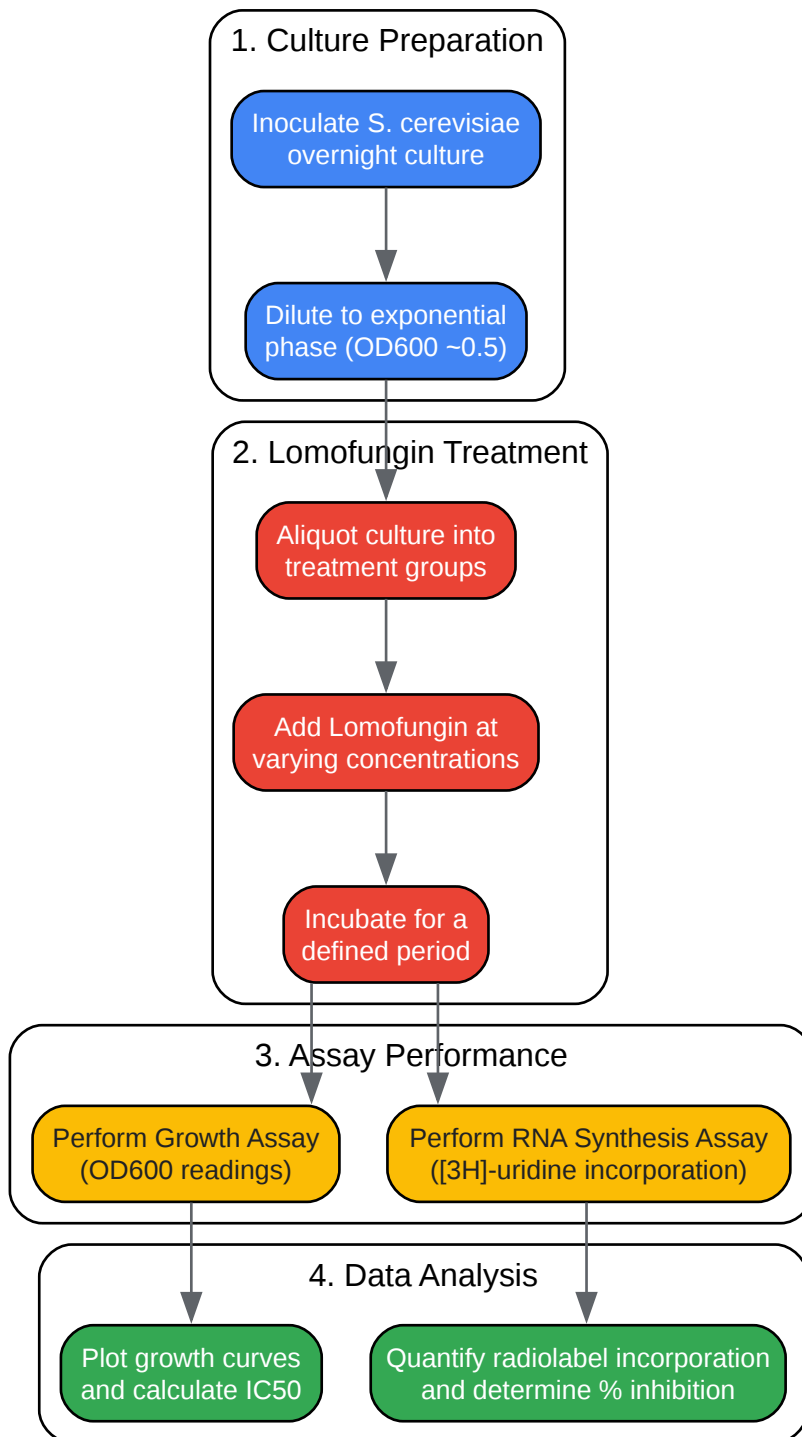 1. Culture Preparation
Inoculate S. cerevisiae
overnight culture
Dilute to exponential
phase (OD600 ~0.5)
2. Lomofungin Treatment
Aliquot culture into
treatment groups
Add Lomofungin at
varying concentrations
Incubate for a
defined period
3. Assay Performance
Perform Growth Assay
(OD600 readings)
Perform RNA Synthesis Assay
([3H]-uridine incorporation)
4. Data Analysis
Plot growth curves
and calculate IC50
Quantify radiolabel incorporation
and determine % inhibition